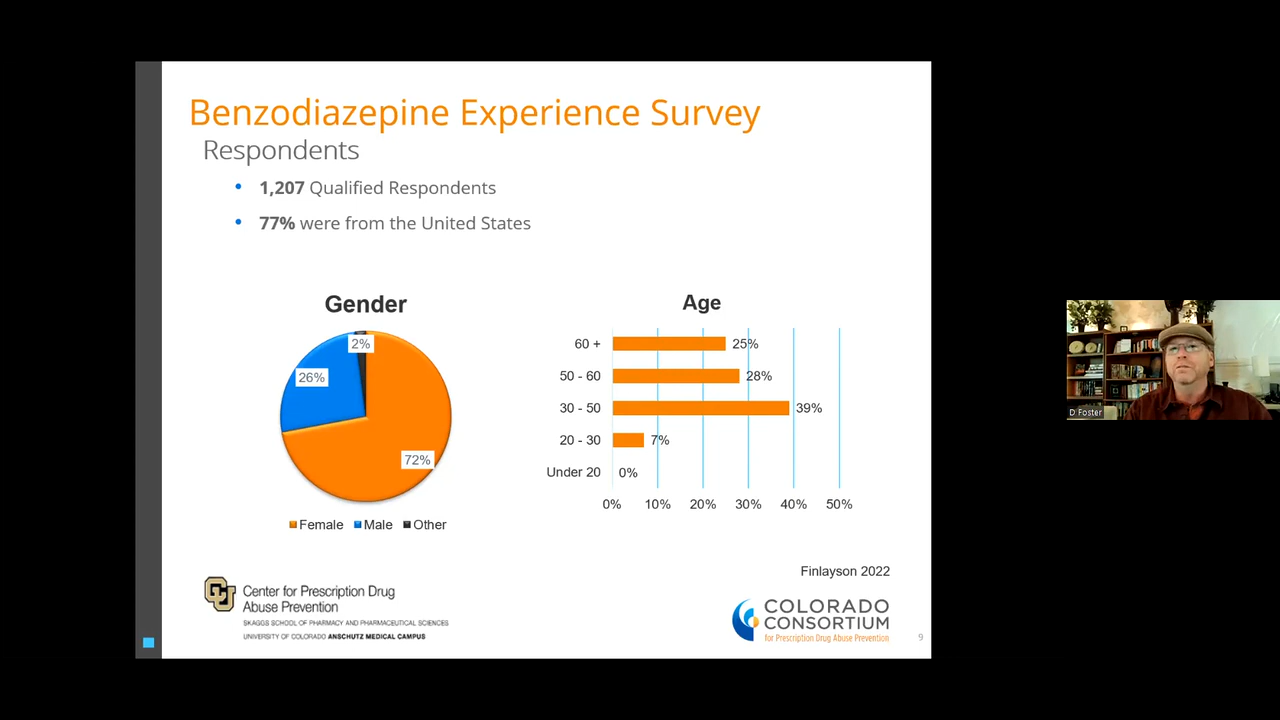 Benzodiazepine Experience Survey
Respondents
• 1,207 Qualified Respondents
• 77% were from the United States
Gender
2%
26%
72%
Female Male Other
Age
60 + 25%
50 - 60 28%
30 - 50 39%
20 - 30 7%
Under 20 0%
0% 10% 20% 30% 40% 50%
Finlayson 2022
CU
Center for Prescription Drug
Abuse Prevention
SKAGGS SCHOOL OF PHARMACY AND PHARMACEUTICAL SCIENCES
UNIVERSITY OF COLORADO ANSCHUTZ MEDICAL CAMPUS
COLORADO
CONSORTIUM
for Prescription Drug Abuse Prevention
9
D Foster